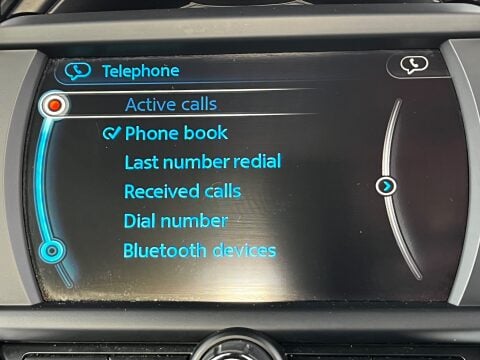 Telephone
Active calls
Phone book
Last number redial
Received calls
Dial number
Bluetooth devices